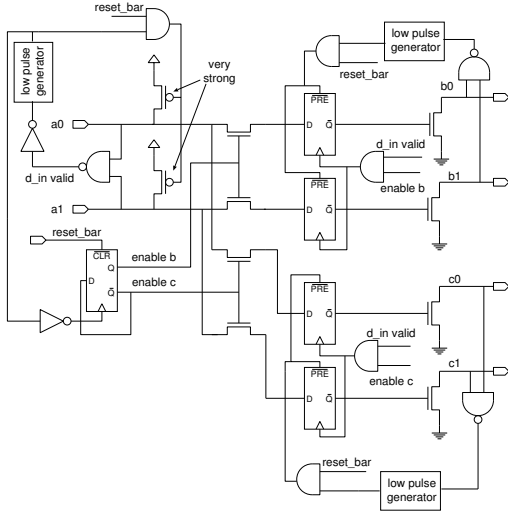 reset_bar
low pulse
generator
very
strong
low pulse
generator
reset_bar
b0
PRE
D Q̅
a0
d_in valid
d_in valid
enable b
PRE
D Q̅
b1
a1
reset_bar
CLR
Q
D
Q̅
enable b
enable c
PRE
D Q̅
c0
d_in valid
enable c
PRE
D Q̅
c1
reset_bar
low pulse
generator